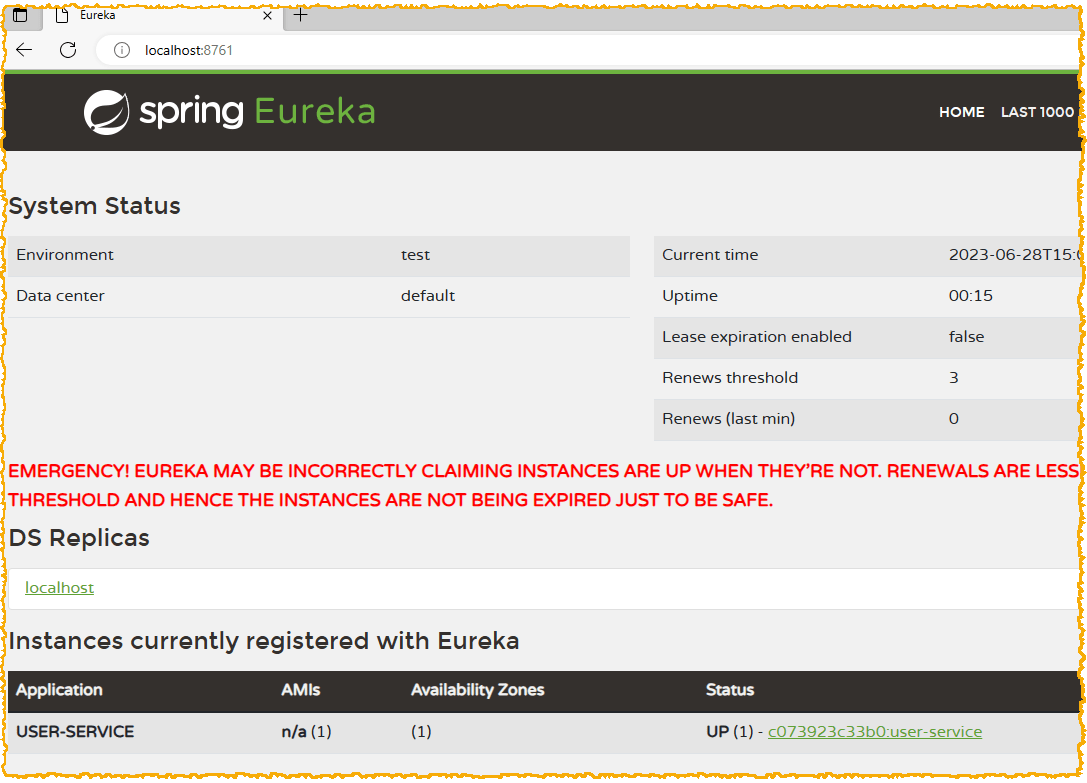 Eureka
localhost:8761
spring Eureka
HOME LAST 1000
System Status
Environment test
Data center default
Current time 2023-06-28T15:
Uptime 00:15
Lease expiration enabled false
Renews threshold 3
Renews (last min) 0
EMERGENCY! EUREKA MAY BE INCORRECTLY CLAIMING INSTANCES ARE UP WHEN THEY'RE NOT. RENEWALS ARE LESS
THRESHOLD AND HENCE THE INSTANCES ARE NOT BEING EXPIRED JUST TO BE SAFE.
DS Replicas
localhost
Instances currently registered with Eureka
Application AMIs Availability Zones Status
USER-SERVICE n/a (1) (1) UP (1) - c073923c33b0:user-service